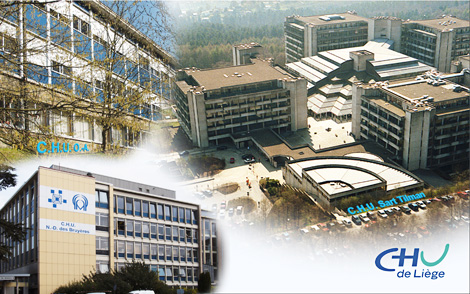 C.H.U.O.A
C.H.U. Sart Tilman
C.H.U.
N.-D. des Bruyères
CHU
de Liège